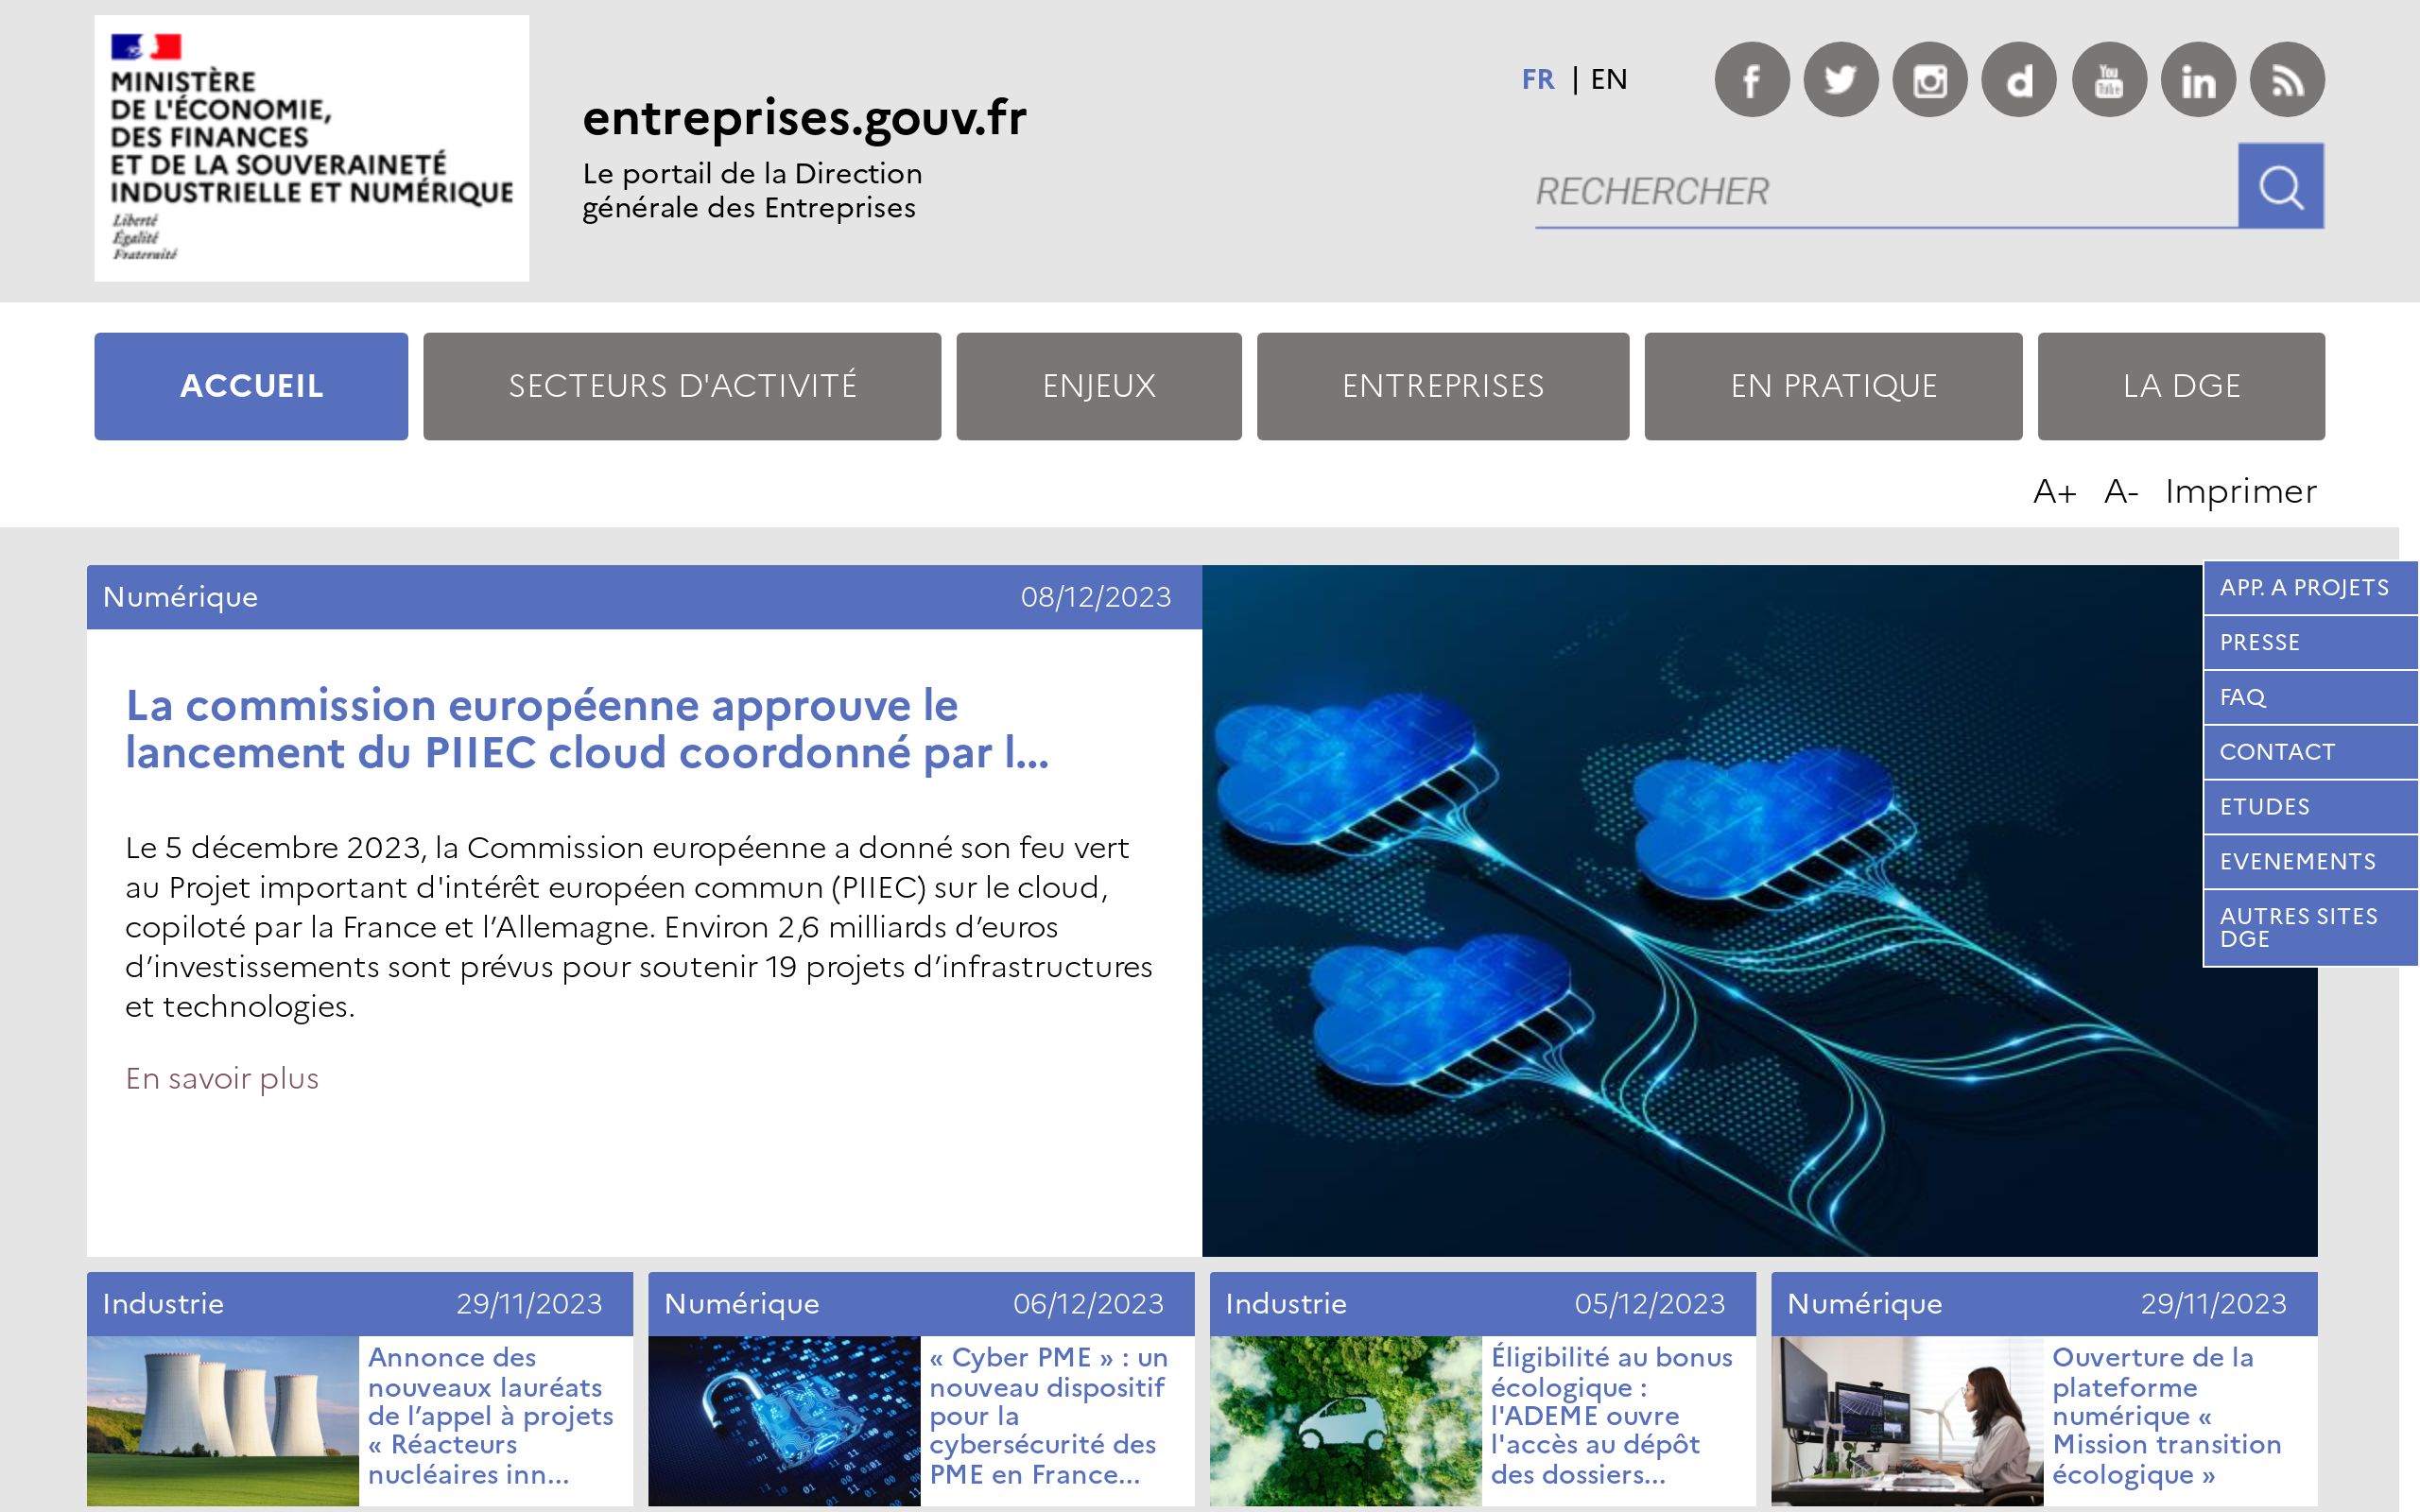 MINISTÈRE
DE L'ÉCONOMIE,
DES FINANCES
ET DE LA SOUVERAINETÉ
INDUSTRIELLE ET NUMÉRIQUE
Liberté
Égalité
Fraternité
entreprises.gouv.fr
Le portail de la Direction
générale des Entreprises
FR | EN
You
Tube
RECHERCHER
ACCUEIL
SECTEURS D'ACTIVITÉ
ENJEUX
ENTREPRISES
EN PRATIQUE
LA DGE
A+ A- Imprimer
Numérique 08/12/2023
La commission européenne approuve le
lancement du PIIEC cloud coordonné par l...
Le 5 décembre 2023, la Commission européenne a donné son feu vert
au Projet important d'intérêt européen commun (PIIEC) sur le cloud,
copiloté par la France et l’Allemagne. Environ 2,6 milliards d’euros
d’investissements sont prévus pour soutenir 19 projets d’infrastructures
et technologies.
En savoir plus
APP. A PROJETS
PRESSE
FAQ
CONTACT
ETUDES
EVENEMENTS
AUTRES SITES
DGE
Industrie 29/11/2023
Annonce des
nouveaux lauréats
de l’appel à projets
« Réacteurs
nucléaires inn...
Numérique 06/12/2023
« Cyber PME » : un
nouveau dispositif
pour la
cybersécurité des
PME en France...
Industrie 05/12/2023
Éligibilité au bonus
écologique :
l'ADEME ouvre
l'accès au dépôt
des dossiers...
Numérique 29/11/2023
Ouverture de la
plateforme
numérique «
Mission transition
écologique »